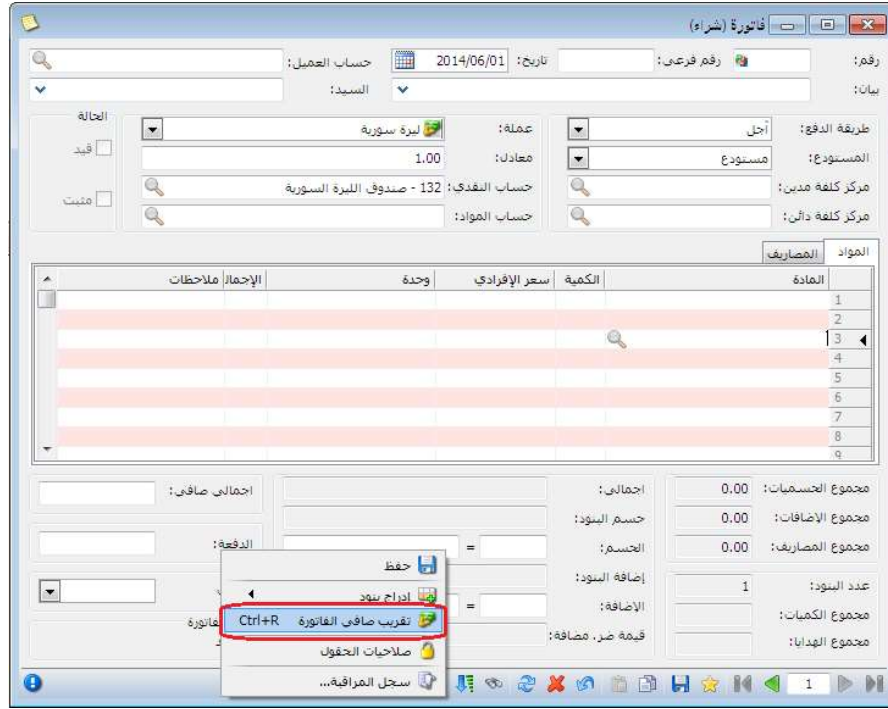 فاتورة (شراء)
رقم: رقم فرعي: تاريخ: 2014/06/01 حساب العميل:
بيان: السيد:
طريقة الدفع: آجل عملة: ليرة سورية الحالة
المستودع: مستودع معادل: 1.00 قيد
مركز كلفة مدين: حساب النقدي: 132 - صندوق الليرة السورية
مركز كلفة دائن: حساب المواد: مثبت
المواد المصاريف
المادة الكمية سعر الإفرادي وحدة الإجمال ملاحظات
1
2
3
4
5
6
7
8
9
مجموع الحسميات: 0.00 اجمالي: اجمالي صافي:
مجموع الإضافات: 0.00 حسم البنود:
مجموع المصاريف: 0.00 الحسم: = الدفعة:
عدد البنود: 1 إضافة البنود:
مجموع الكميات: الإضافة: =
مجموع الهدايا: قيمة ضر. مضافة:
حفظ
إدراج بنود
تقريب صافي الفاتورة Ctrl+R
صلاحيات الحقول
سجل المراقبة...
1